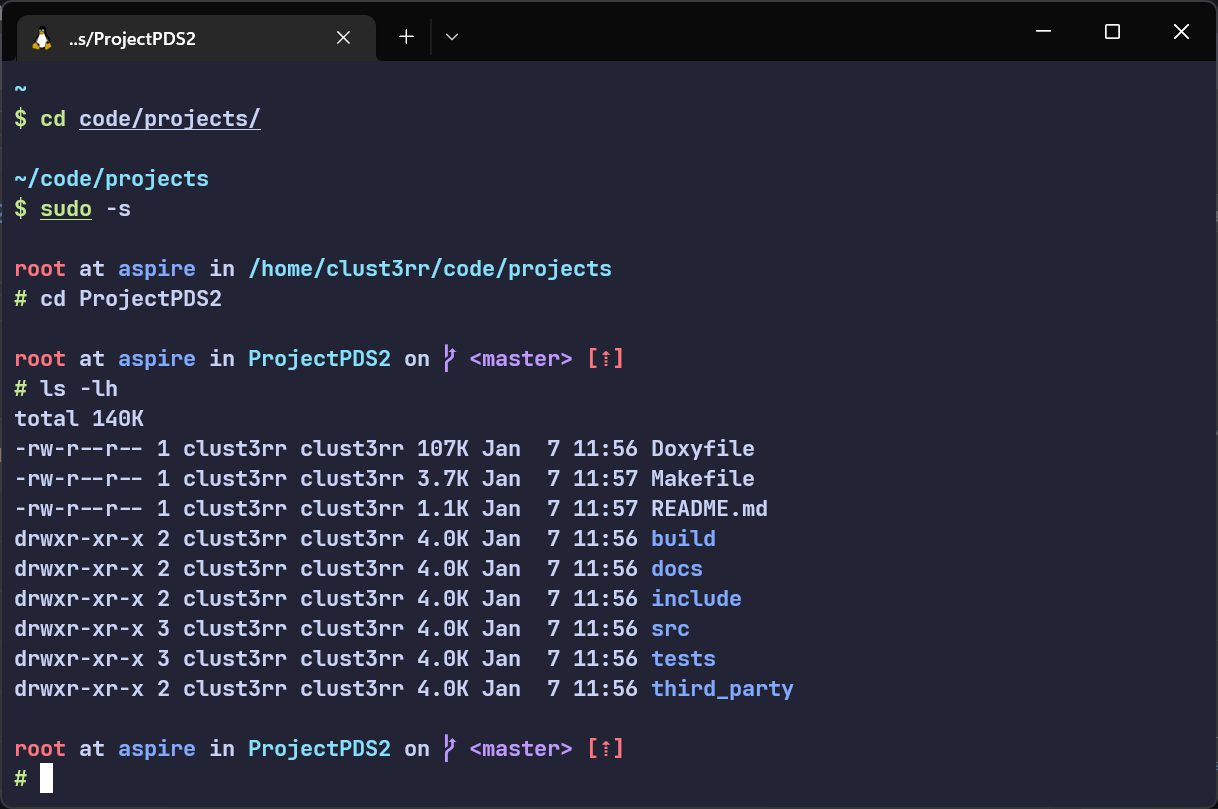 ..s/ProjectPDS2
~
$ cd code/projects/
~/code/projects
$ sudo -s
root at aspire in /home/clust3rr/code/projects
# cd ProjectPDS2
root at aspire in ProjectPDS2 on <master> [⇡]
# ls -lh
total 140K
-rw-r--r-- 1 clust3rr clust3rr 107K Jan  7 11:56 Doxyfile
-rw-r--r-- 1 clust3rr clust3rr 3.7K Jan  7 11:57 Makefile
-rw-r--r-- 1 clust3rr clust3rr 1.1K Jan  7 11:57 README.md
drwxr-xr-x 2 clust3rr clust3rr 4.0K Jan  7 11:56 build
drwxr-xr-x 2 clust3rr clust3rr 4.0K Jan  7 11:56 docs
drwxr-xr-x 2 clust3rr clust3rr 4.0K Jan  7 11:56 include
drwxr-xr-x 3 clust3rr clust3rr 4.0K Jan  7 11:56 src
drwxr-xr-x 3 clust3rr clust3rr 4.0K Jan  7 11:56 tests
drwxr-xr-x 2 clust3rr clust3rr 4.0K Jan  7 11:56 third_party
root at aspire in ProjectPDS2 on <master> [⇡]
#